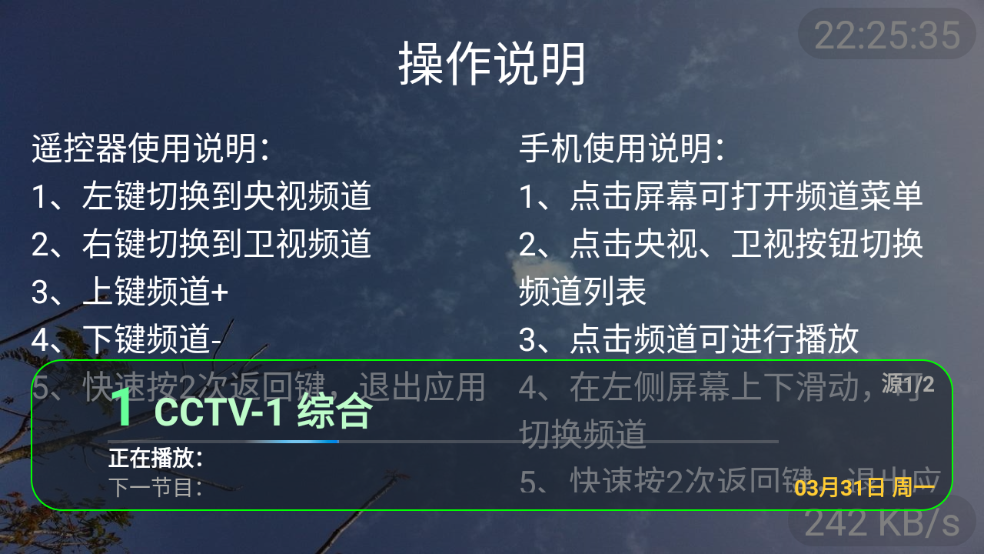 22:25:35
操作说明
遥控器使用说明：
1、左键切换到央视频道
2、右键切换到卫视频道
3、上键频道+
4、下键频道-
5、快速按2次返回键，退出应用
手机使用说明：
1、点击屏幕可打开频道菜单
2、点击央视、卫视按钮切换
频道列表
3、点击频道可进行播放
4、在左侧屏幕上下滑动，可
切换频道
5、快速按2次返回键，退出应
源1/2
1 CCTV-1 综合
正在播放：
下一节目：
03月31日 周一
242 KB/s